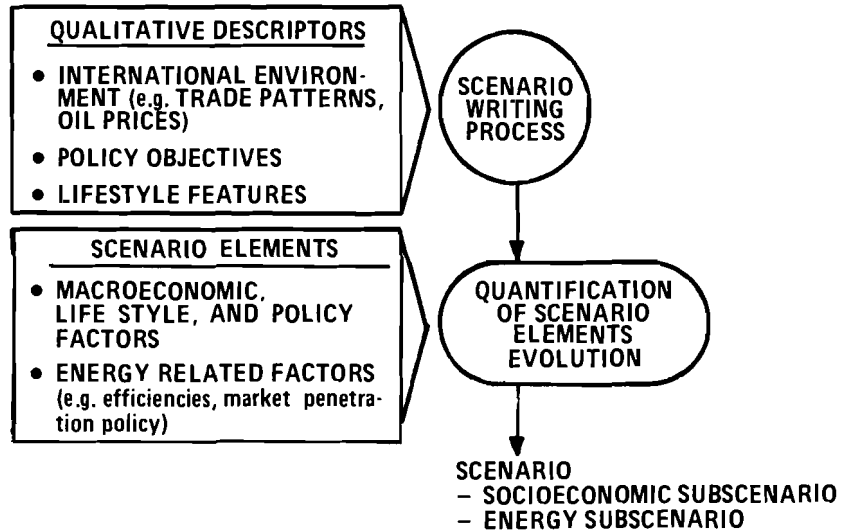 QUALITATIVE DESCRIPTORS
• INTERNATIONAL ENVIRON-
MENT (e.g. TRADE PATTERNS,
OIL PRICES)
• POLICY OBJECTIVES
• LIFESTYLE FEATURES
SCENARIO
WRITING
PROCESS
SCENARIO ELEMENTS
• MACROECONOMIC,
LIFE STYLE, AND POLICY
FACTORS
• ENERGY RELATED FACTORS
(e.g. efficiencies, market penetra-
tion policy)
QUANTIFICATION
OF SCENARIO
ELEMENTS
EVOLUTION
SCENARIO
– SOCIOECONOMIC SUBSCENARIO
– ENERGY SUBSCENARIO